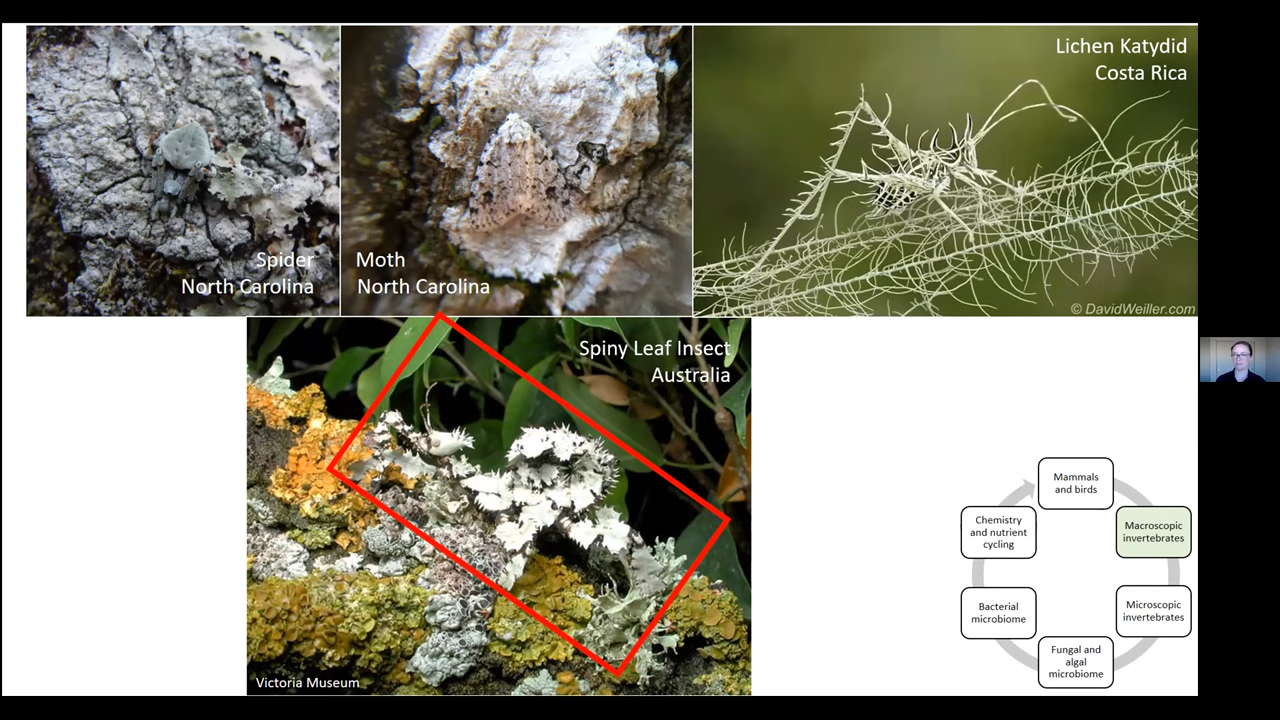 Spider
North Carolina
Moth
North Carolina
Lichen Katydid
Costa Rica
© DavidWeiller.com
Spiny Leaf Insect
Australia
Victoria Museum
Mammals
and birds
Macroscopic
invertebrates
Microscopic
invertebrates
Fungal and
algal
microbiome
Bacterial
microbiome
Chemistry
and nutrient
cycling